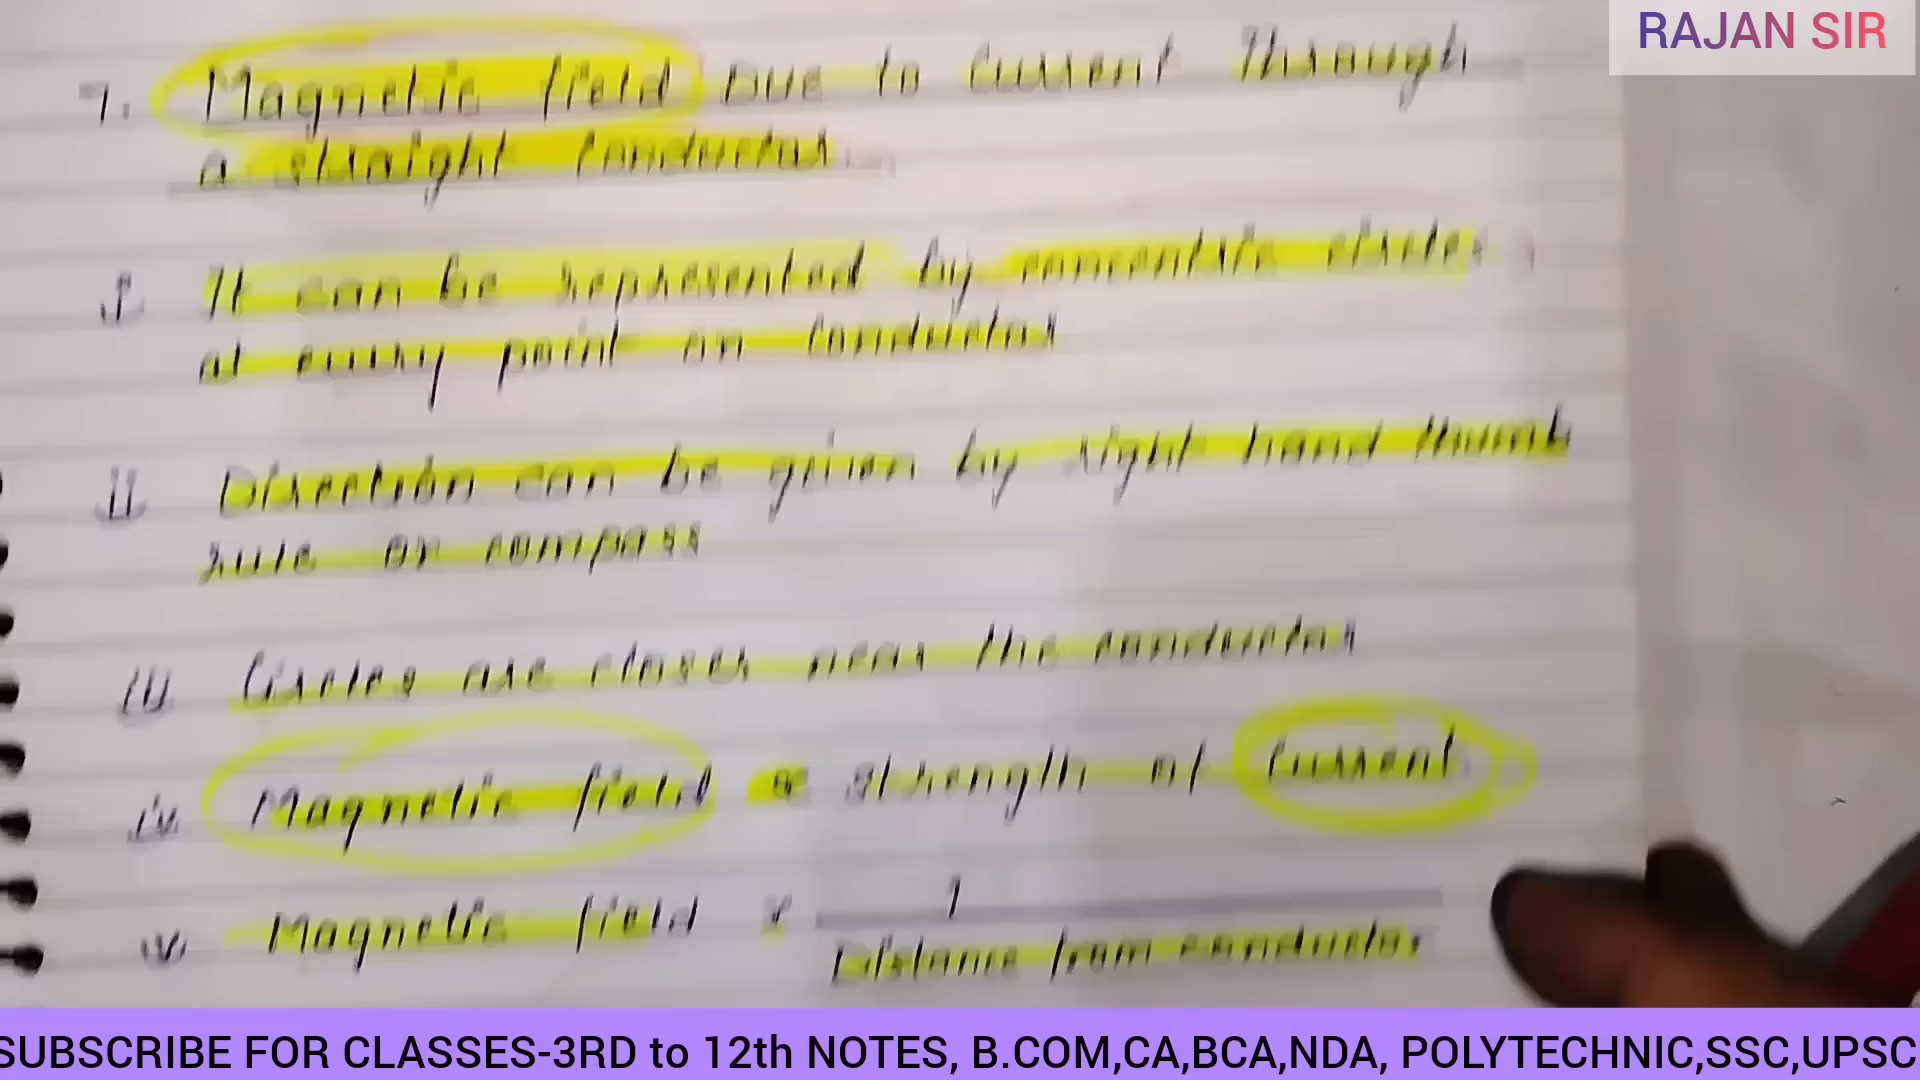 RAJAN SIR
7. Magnetic field Due to Current Through
a straight Conductor
i It can be represented by concentric circles
at every point on Conductor
ii Direction can be given by right hand thumb
rule or compass
iii Circles are closer near the conductor
iv Magnetic field ∝ strength of Current
v Magnetic field ∝ 1
Distance from conductor
SUBSCRIBE FOR CLASSES-3RD to 12th NOTES, B.COM,CA,BCA,NDA, POLYTECHNIC,SSC,UPSC